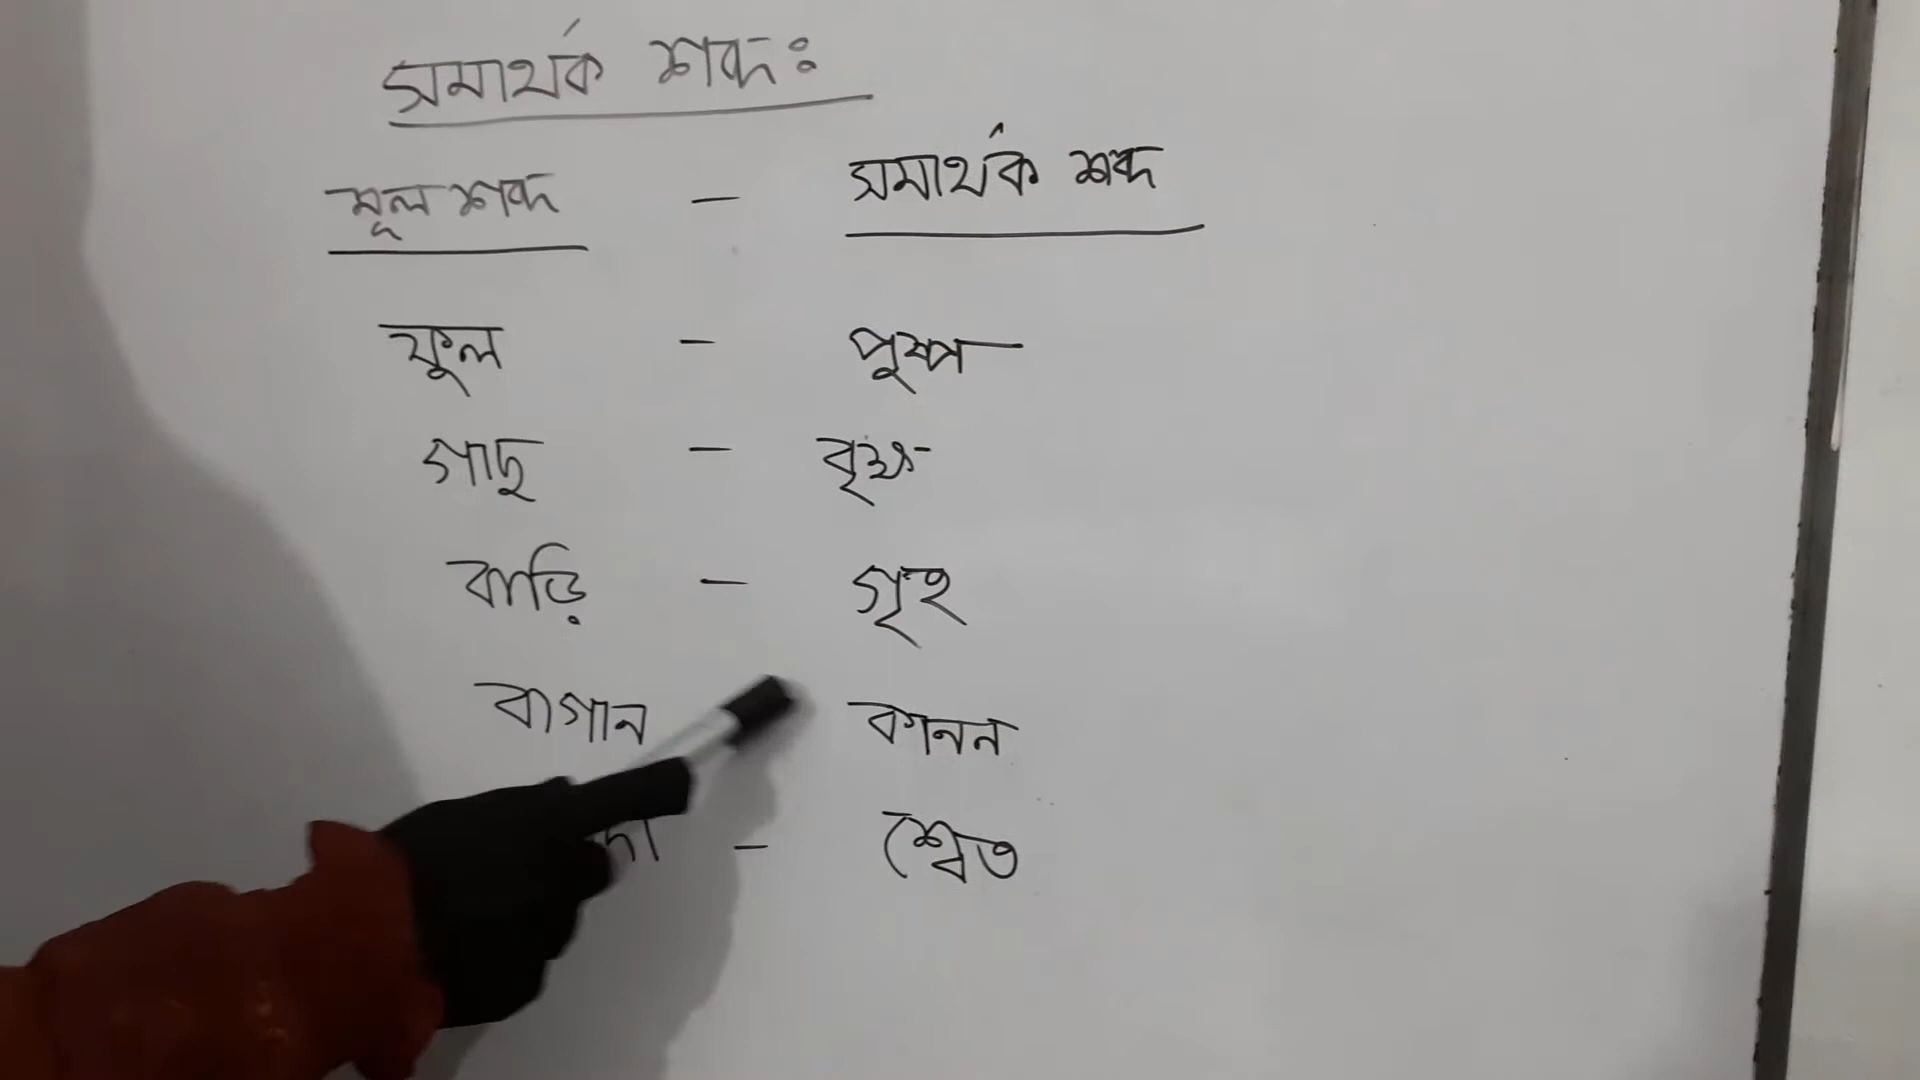 সমার্থক শব্দঃ
মূল শব্দ - সমার্থক শব্দ
ফুল - পুষ্প
গাছ - বৃক্ষ
বাড়ি - গৃহ
বাগান কানন
- শ্বেত